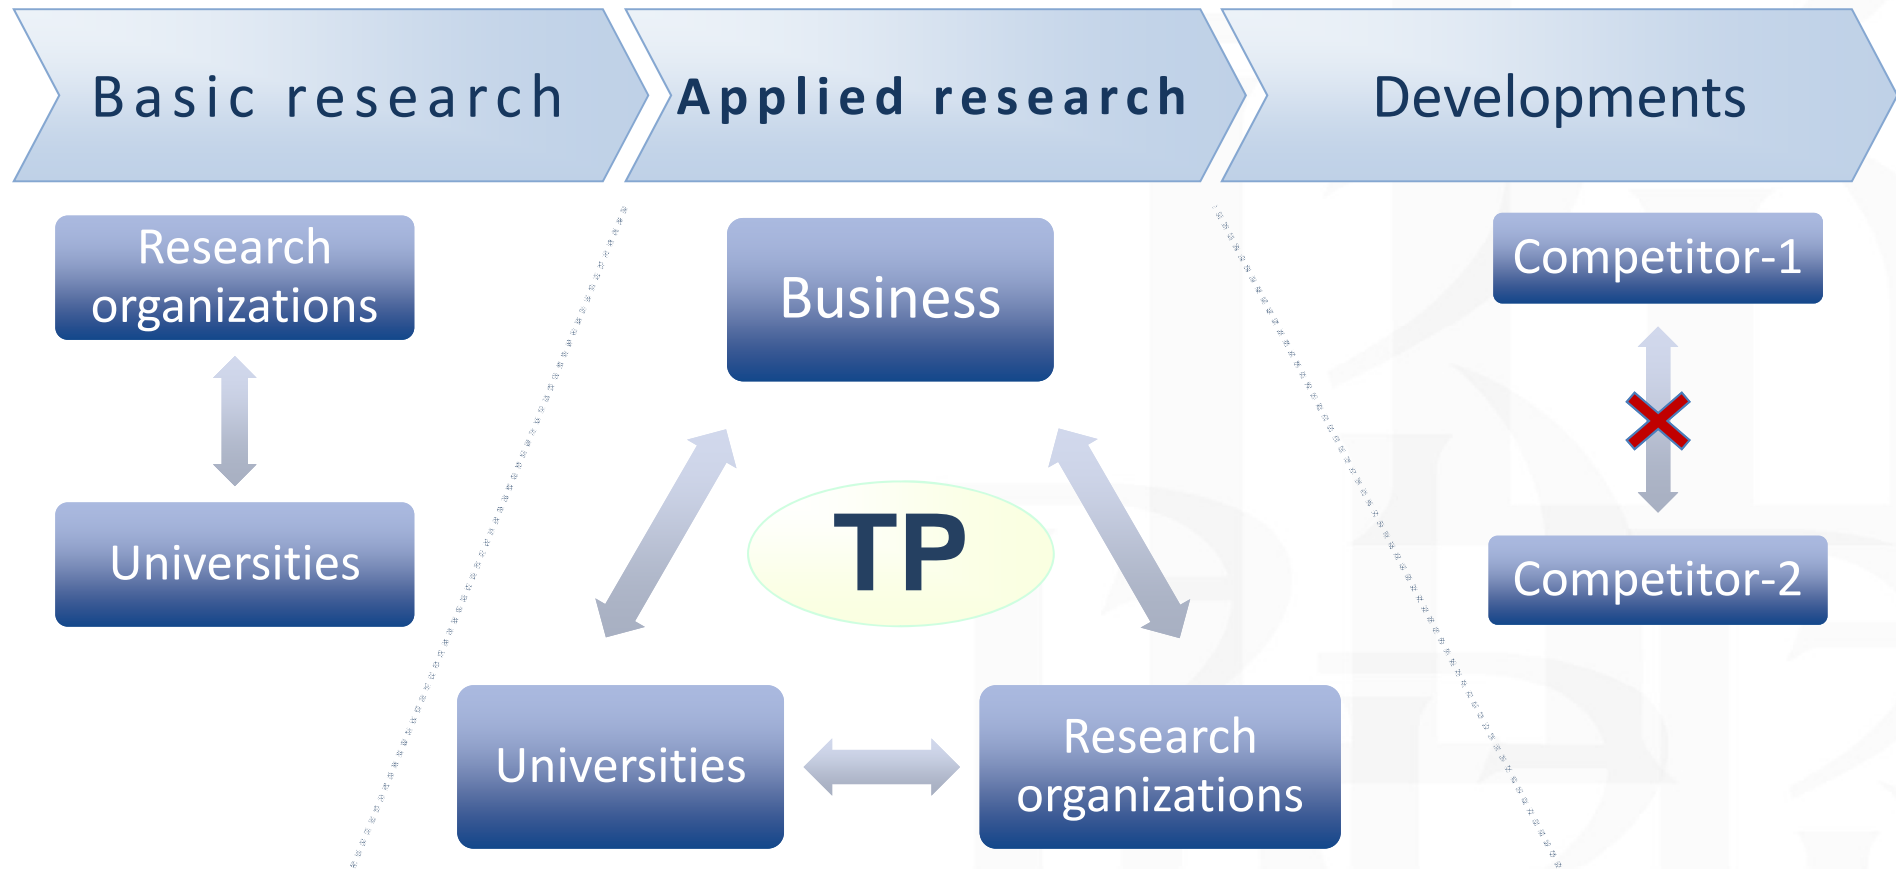 Basic research
Applied research
Developments
Research
organizations
Universities
Business
TP
Universities
Research
organizations
Competitor-1
Competitor-2